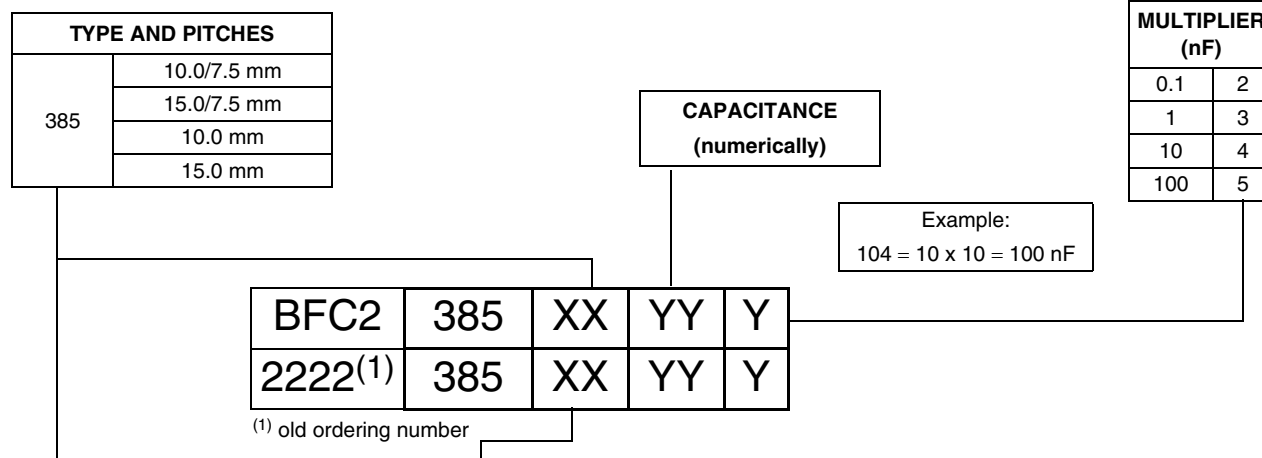 TYPE AND PITCHES
385
10.0/7.5 mm
15.0/7.5 mm
10.0 mm
15.0 mm
CAPACITANCE
(numerically)
MULTIPLIER
(nF)
0.1 2
1 3
10 4
100 5
Example:
104 = 10 x 10 = 100 nF
BFC2 385 XX YY Y
2222(1) 385 XX YY Y
(1) old ordering number